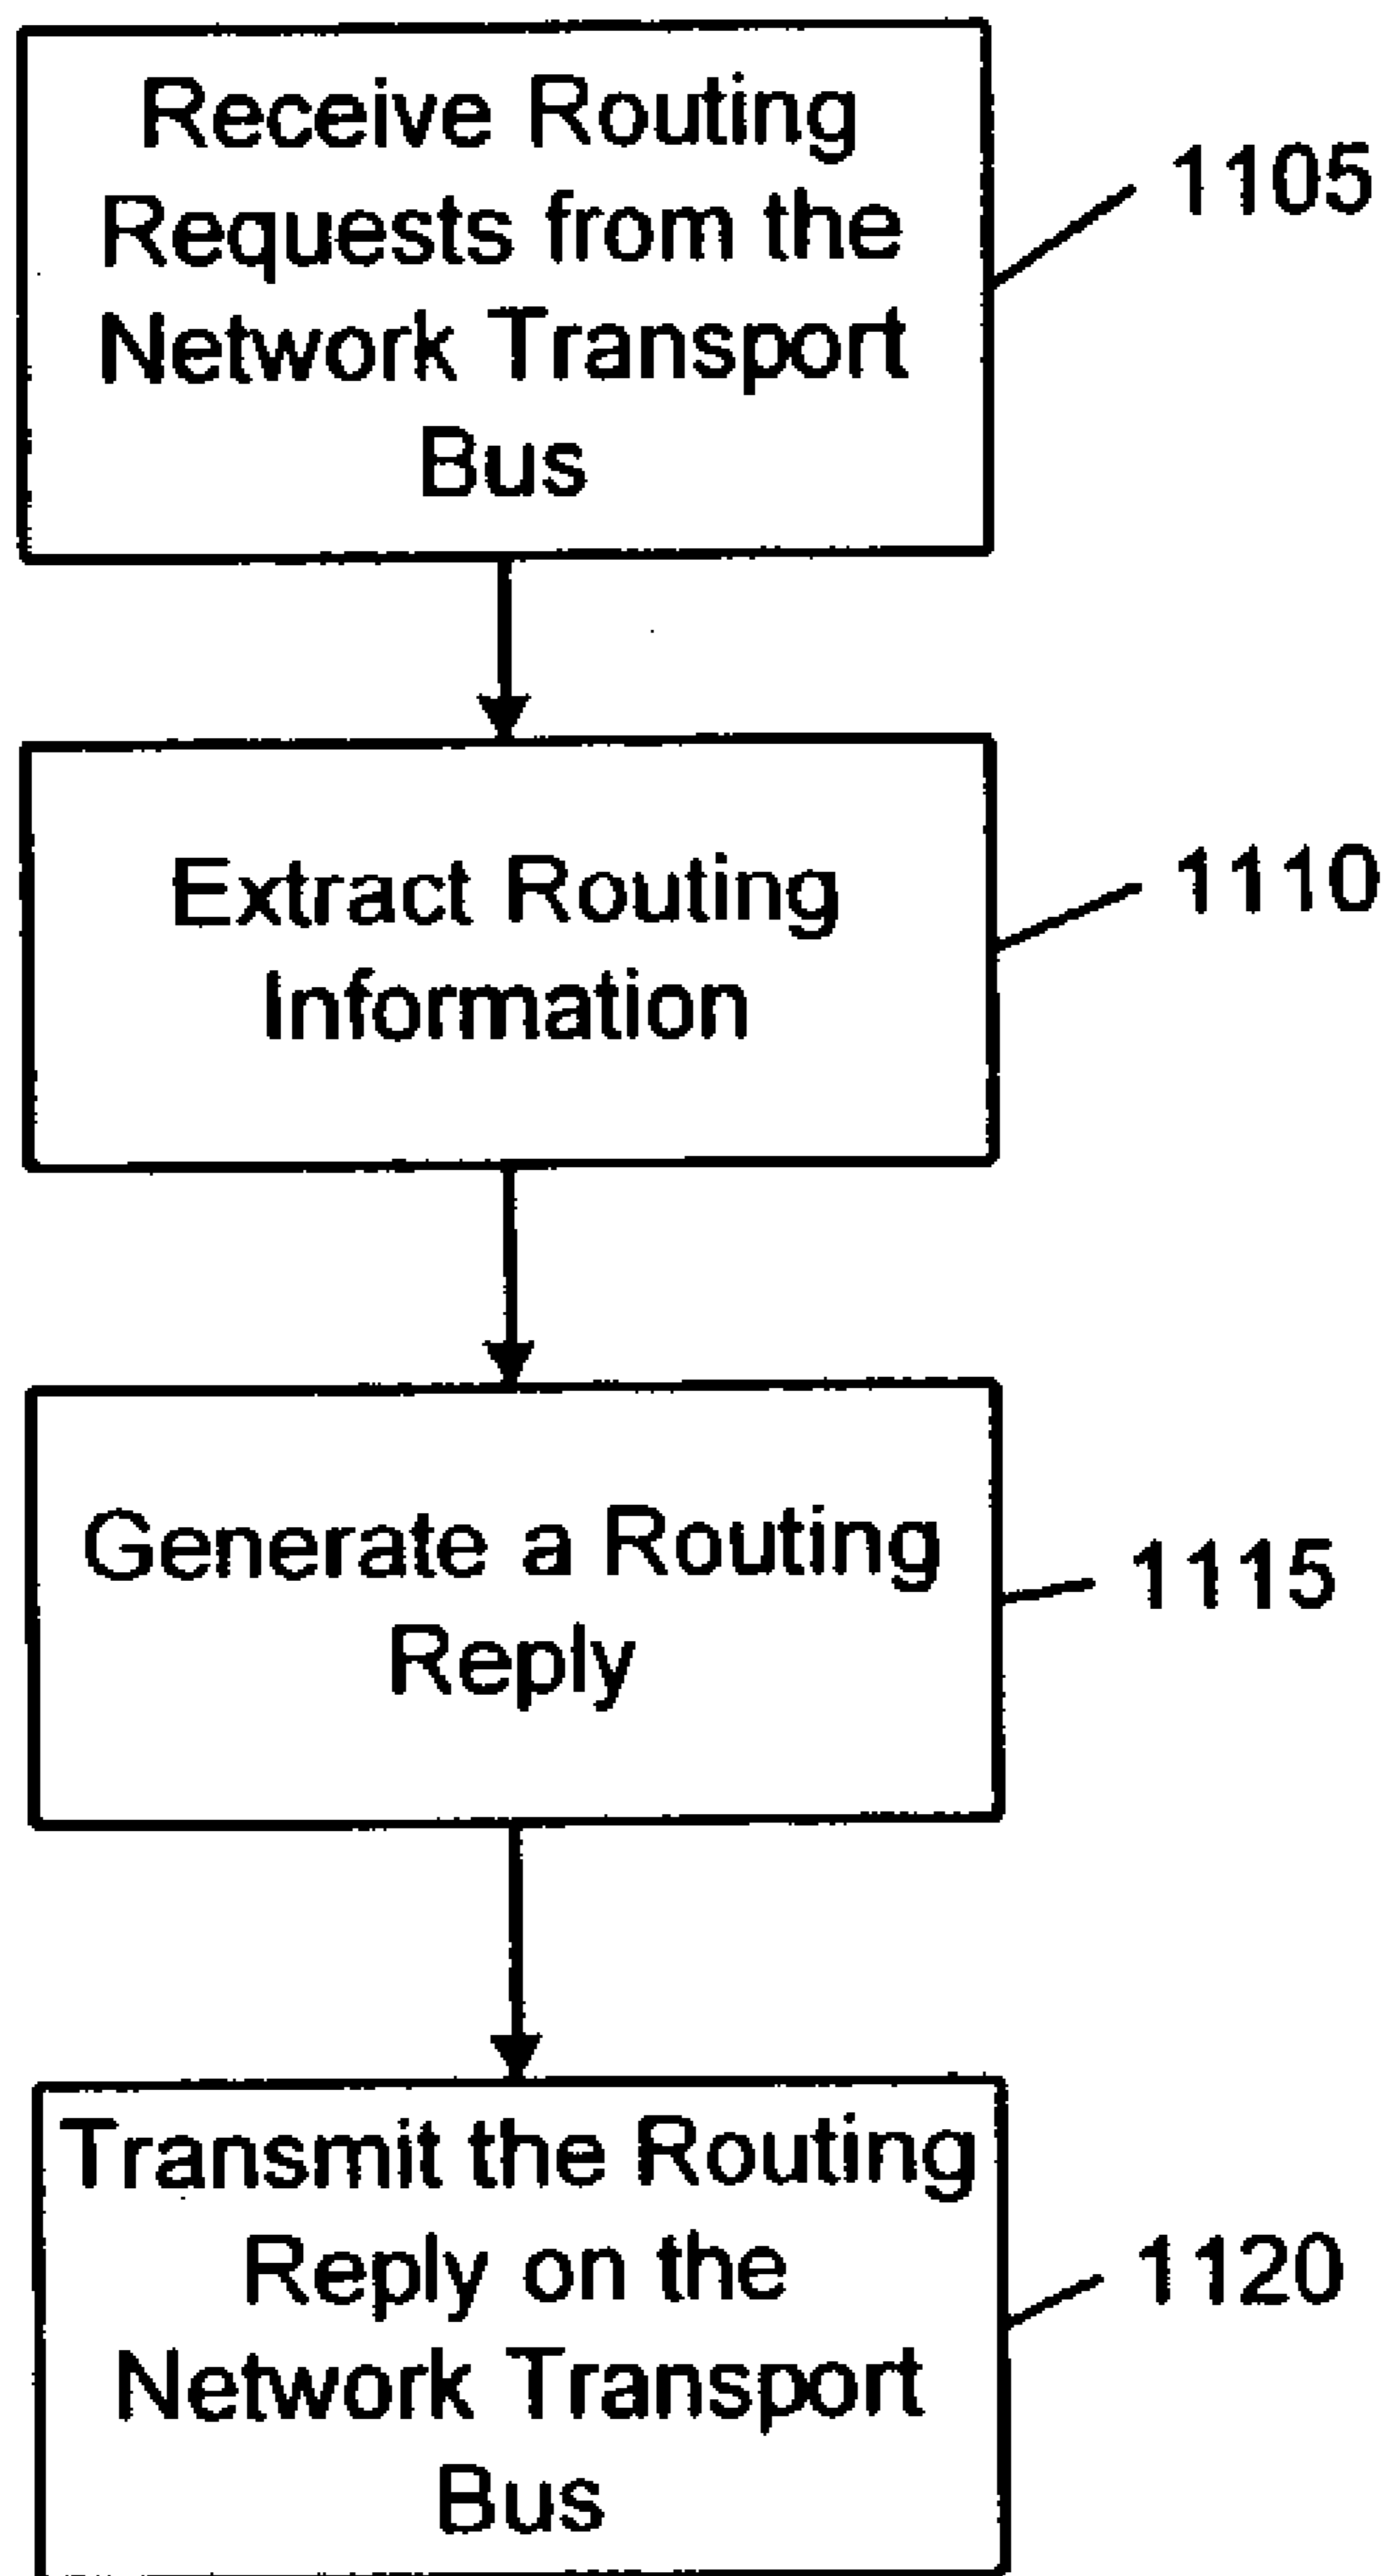 Receive Routing
Requests from the
Network Transport
Bus
1105
Extract Routing
Information
1110
Generate a Routing
Reply
1115
Transmit the Routing
Reply on the
Network Transport
Bus
1120